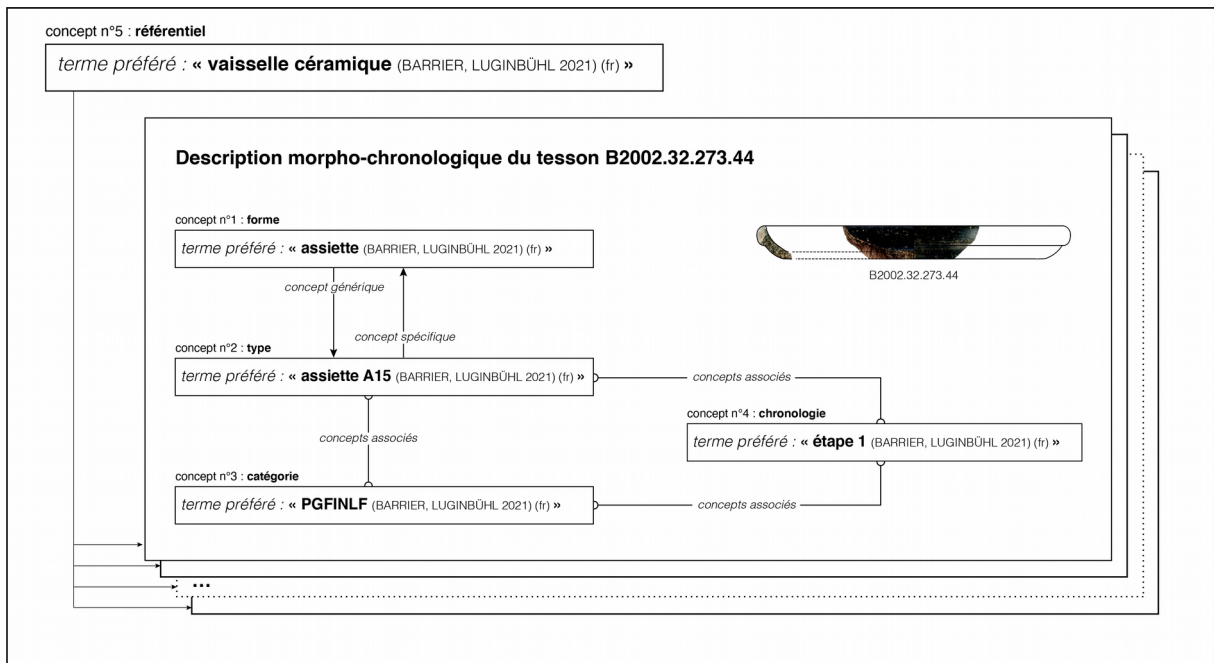 concept n°5 : référentiel
terme préféré : « vaisselle céramique (BARRIER, LUGINBÜHL 2021) (fr) »
Description morpho-chronologique du tesson B2002.32.273.44
concept n°1 : forme
terme préféré : « assiette (BARRIER, LUGINBÜHL 2021) (fr) »
B2002.32.273.44
concept générique
concept spécifique
concept n°2 : type
terme préféré : « assiette A15 (BARRIER, LUGINBÜHL 2021) (fr) »
concepts associés
concept n°4 : chronologie
terme préféré : « étape 1 (BARRIER, LUGINBÜHL 2021) (fr) »
concepts associés
concept n°3 : catégorie
terme préféré : « PGFINLF (BARRIER, LUGINBÜHL 2021) (fr) »
concepts associés
...